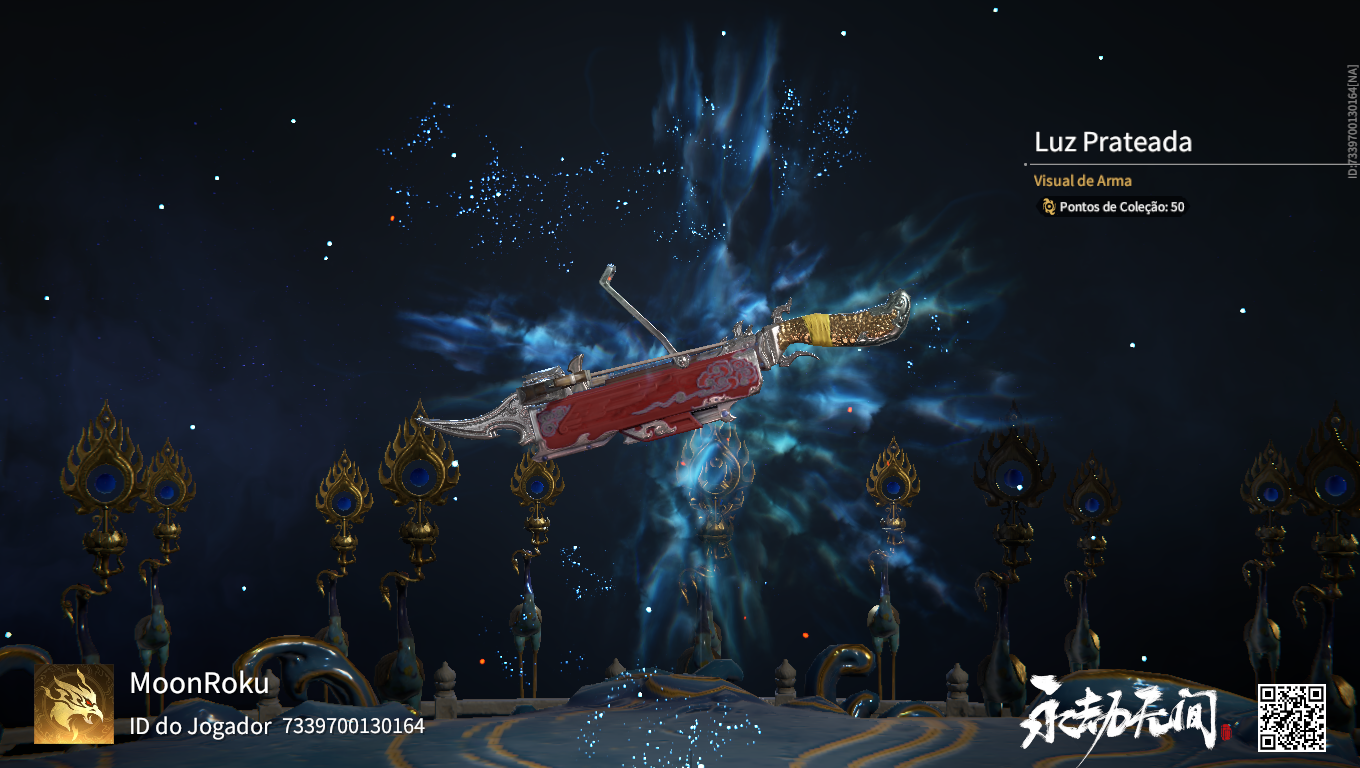 Luz Prateada
Visual de Arma
Pontos de Coleção: 50
ID:7339700130164[NA]
MoonRoku
ID do Jogador 7339700130164
永劫无间